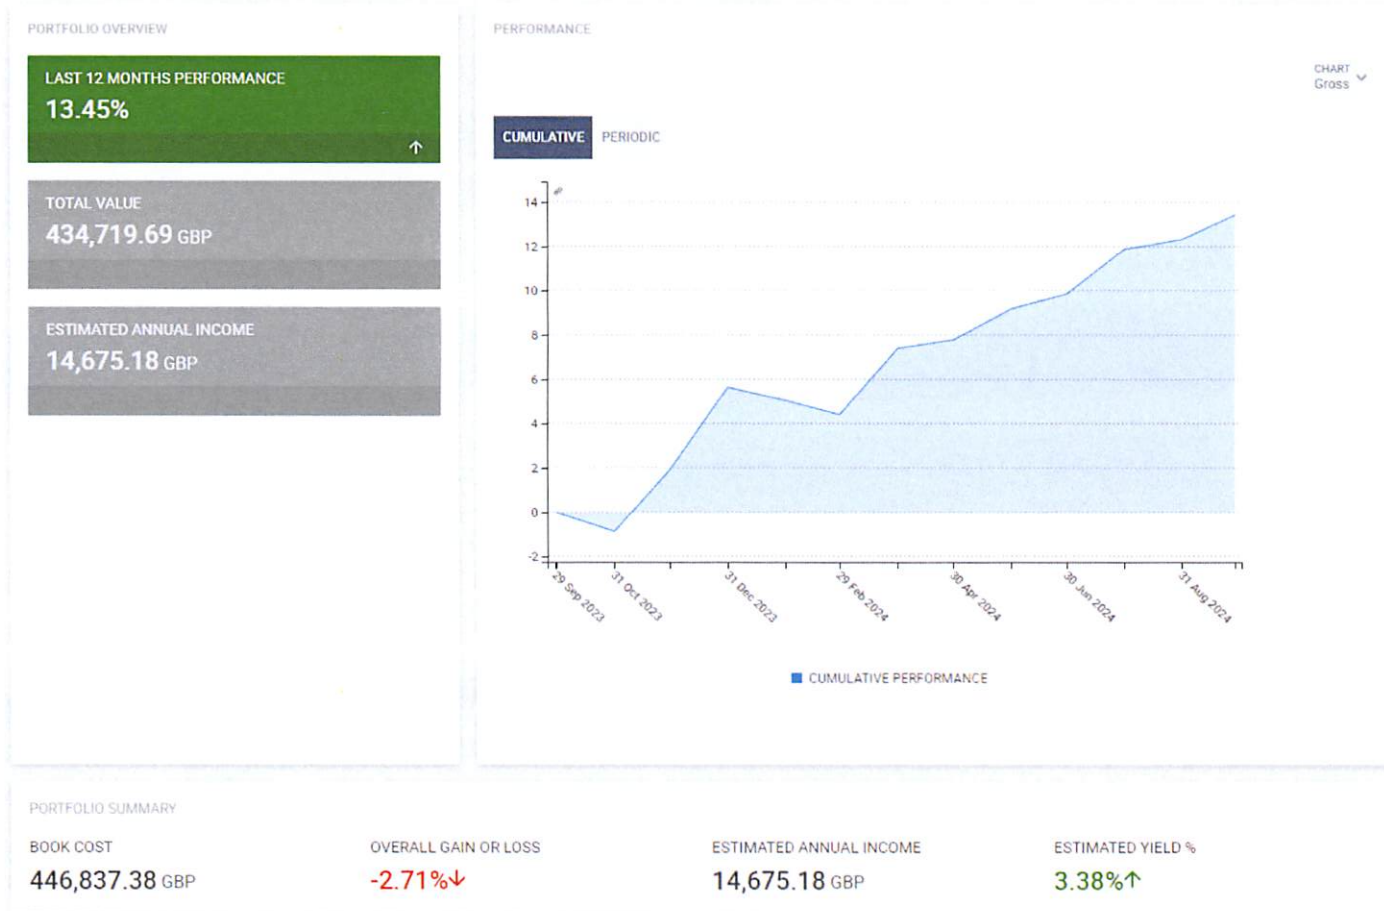 PORTFOLIO OVERVIEW
LAST 12 MONTHS PERFORMANCE
13.45%
TOTAL VALUE
434,719.69 GBP
ESTIMATED ANNUAL INCOME
14,675.18 GBP
PERFORMANCE
CHART
Gross
CUMULATIVE PERIODIC
14
12
10
8
6
4
2
0
-2
29 Sep 2023
31 Oct 2023
31 Dec 2023
29 Feb 2024
30 Apr 2024
30 Jun 2024
31 Aug 2024
CUMULATIVE PERFORMANCE
PORTFOLIO SUMMARY
BOOK COST
446,837.38 GBP
OVERALL GAIN OR LOSS
-2.71%↓
ESTIMATED ANNUAL INCOME
14,675.18 GBP
ESTIMATED YIELD %
3.38%↑